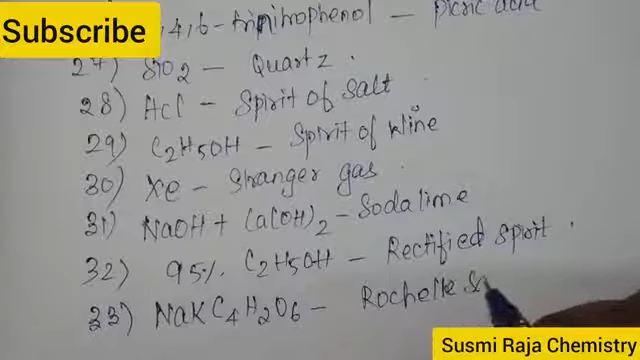 Subscribe
,4,6-trinitrophenol – picric acid
27) SiO2 – Quartz.
28) HCl – Spirit of Salt
29) C2H5OH – Spirit of Wine
30) Xe – Stranger gas.
31) NaOH + Ca(OH)2 – Sodalime
32) 95% C2H5OH – Rectified Spirit.
33) NaKC4H2O6 – Rochelle S
Susmi Raja Chemistry